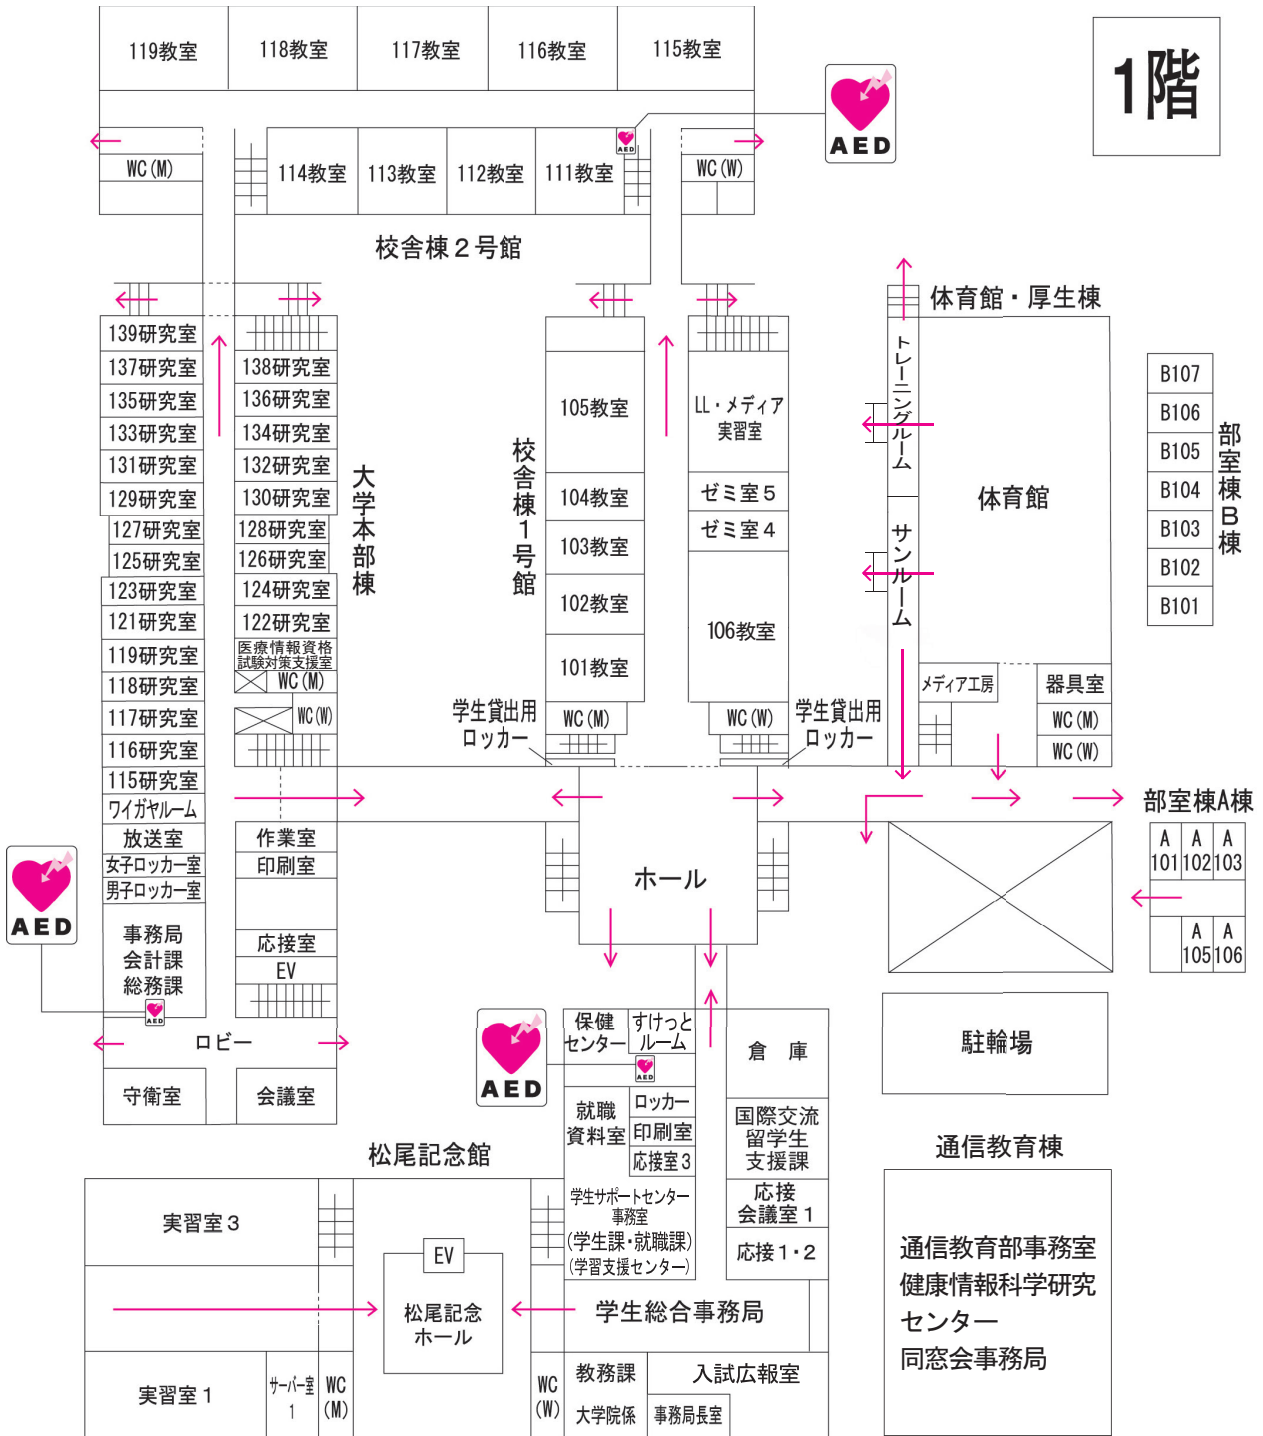 1階
119教室
118教室
117教室
116教室
115教室
AED
AED
WC(M)
114教室
113教室
112教室
111教室
WC(W)
校舎棟2号館
139研究室
137研究室
135研究室
133研究室
131研究室
129研究室
127研究室
125研究室
123研究室
121研究室
119研究室
118研究室
117研究室
116研究室
115研究室
ワイガヤルーム
放送室
女子ロッカー室
男子ロッカー室
事務局
会計課
総務課
AED
AED
138研究室
136研究室
134研究室
132研究室
130研究室
128研究室
126研究室
124研究室
122研究室
医療情報資格
試験対策支援室
WC(M)
WC(W)
大学本部棟
作業室
印刷室
応接室
EV
ロビー
守衛室
会議室
校舎棟1号館
105教室
104教室
103教室
102教室
101教室
WC(M)
学生貸出用
ロッカー
LL・メディア
実習室
ゼミ室5
ゼミ室4
106教室
WC(W)
学生貸出用
ロッカー
ホール
体育館・厚生棟
トレーニングルーム
サンルーム
体育館
メディア工房
器具室
WC(M)
WC(W)
部室棟B棟
B107
B106
B105
B104
B103
B102
B101
部室棟A棟
A
101
A
102
A
103
A
105
A
106
駐輪場
通信教育棟
通信教育部事務室
健康情報科学研究
センター
同窓会事務局
AED
保健
センター
すけっと
ルーム
AED
倉庫
就職
資料室
ロッカー
印刷室
応接室3
国際交流
留学生
支援課
学生サポートセンター
事務室
(学生課・就職課)
(学習支援センター)
応接
会議室1
応接1・2
学生総合事務局
教務課
大学院係
入試広報室
事務局長室
松尾記念館
実習室3
EV
松尾記念
ホール
実習室1
サーバー室
1
WC
(M)
WC
(W)